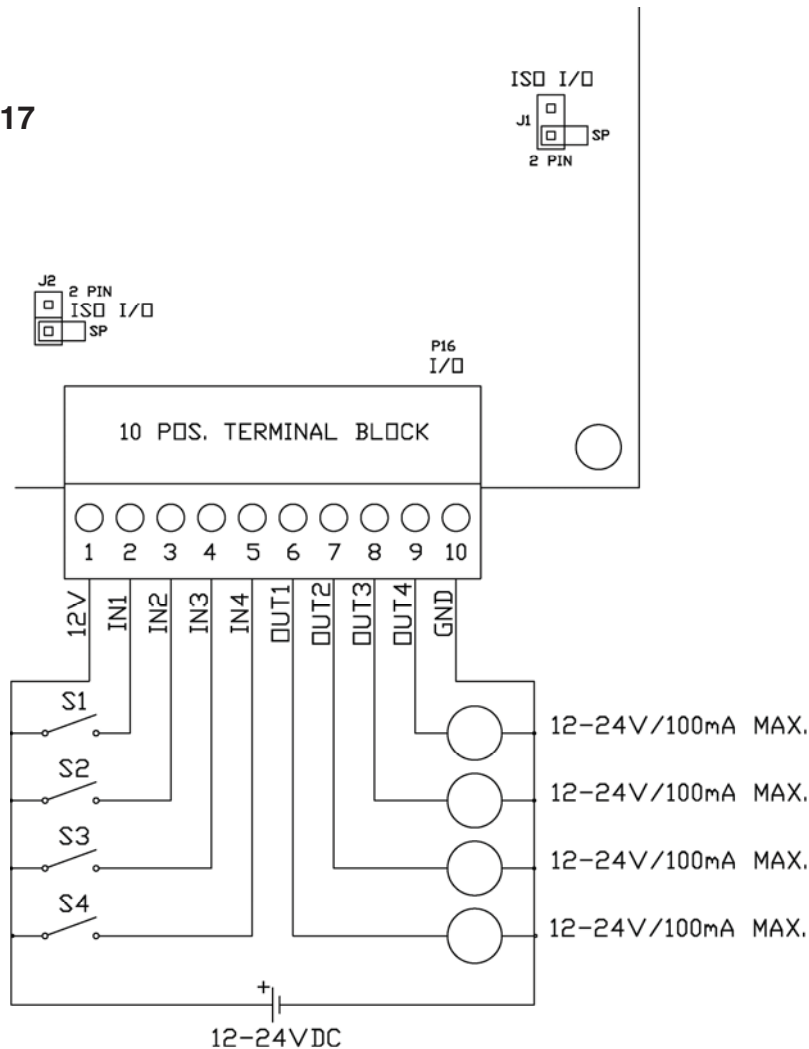 17
ISO I/O
J1
SP
2 PIN
J2
2 PIN
ISO I/O
SP
P16
I/O
10 POS. TERMINAL BLOCK
1 2 3 4 5 6 7 8 9 10
12V IN1 IN2 IN3 IN4 OUT1 OUT2 OUT3 OUT4 GND
S1
12-24V/100mA MAX.
S2
12-24V/100mA MAX.
S3
12-24V/100mA MAX.
S4
12-24V/100mA MAX.
+
12-24VDC